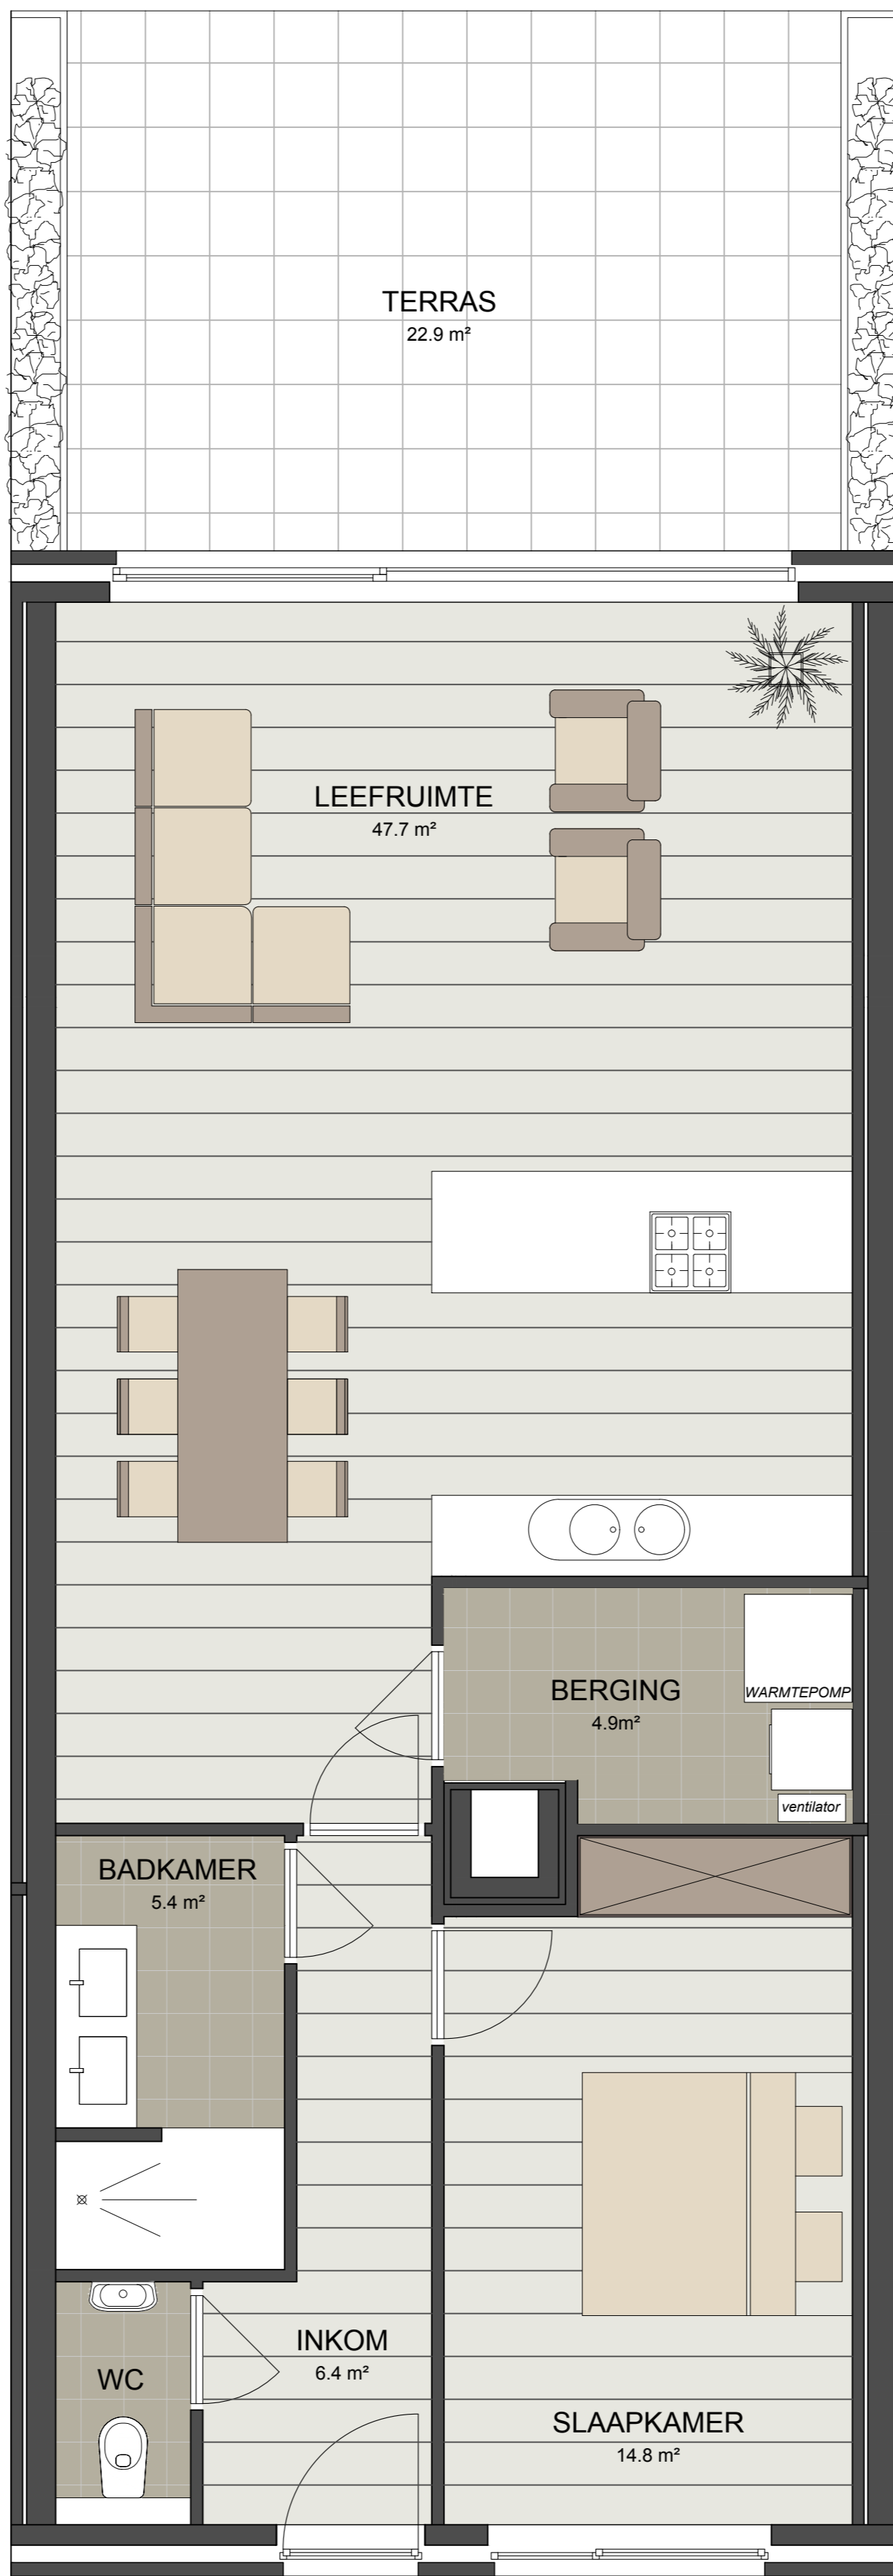 TERRAS
22.9 m²
LEEFRUIMTE
47.7 m²
BERGING
4.9m²
WARMTEPOMP
ventilator
BADKAMER
5.4 m²
INKOM
6.4 m²
WC
SLAAPKAMER
14.8 m²